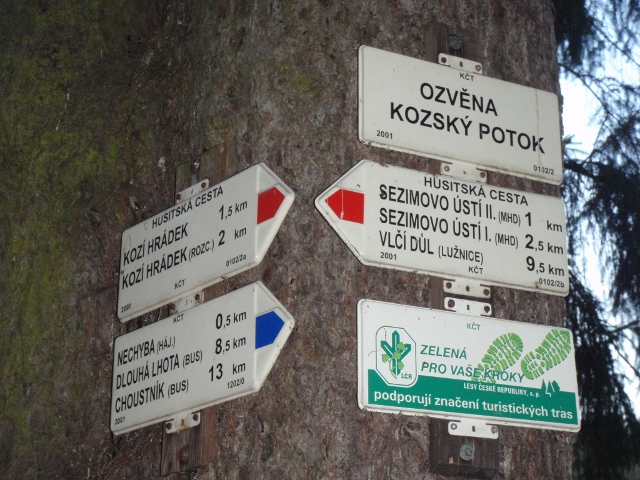 KČT
OZVĚNA
KOZSKÝ POTOK
2001 0132/2
HUSITSKÁ CESTA
SEZIMOVO ÚSTÍ II. (MHD) 1 km
SEZIMOVO ÚSTÍ I. (MHD) 2,5 km
VLČÍ DŮL (LUŽNICE) 9,5 km
2001 KČT 0102/2b
HUSITSKÁ CESTA
KOZÍ HRÁDEK 1,5 km
KOZÍ HRÁDEK (ROZC.) 2 km
2001 KČT 0102/2a
KČT
NECHYBA (HÁJ.) 0,5 km
DLOUHÁ LHOTA (BUS) 8,5 km
CHOUSTNÍK (BUS) 13 km
2001 1202/0
KČT
ZELENÁ
PRO VAŠE KROKY
LČR
LESY ČESKÉ REPUBLIKY, s.p.
podporují značení turistických tras